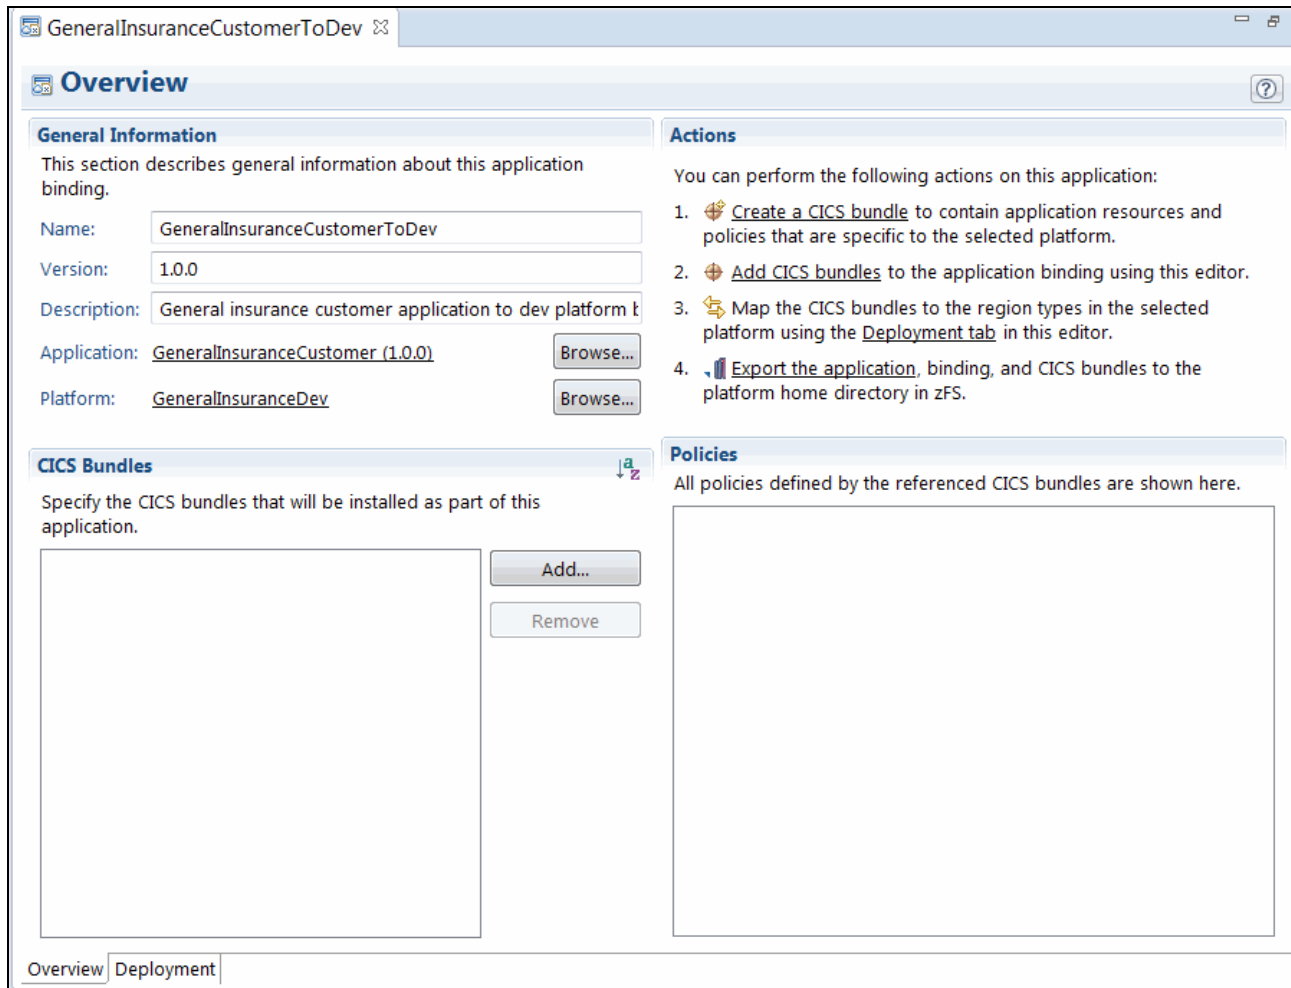 GeneralInsuranceCustomerToDev
Overview
General Information
This section describes general information about this application
binding.
Name: GeneralInsuranceCustomerToDev
Version: 1.0.0
Description: General insurance customer application to dev platform b
Application: GeneralInsuranceCustomer (1.0.0) Browse...
Platform: GeneralInsuranceDev Browse...
Actions
You can perform the following actions on this application:
1. Create a CICS bundle to contain application resources and
policies that are specific to the selected platform.
2. Add CICS bundles to the application binding using this editor.
3. Map the CICS bundles to the region types in the selected
platform using the Deployment tab in this editor.
4. Export the application, binding, and CICS bundles to the
platform home directory in zFS.
CICS Bundles
Specify the CICS bundles that will be installed as part of this
application.
Add...
Remove
Policies
All policies defined by the referenced CICS bundles are shown here.
Overview Deployment